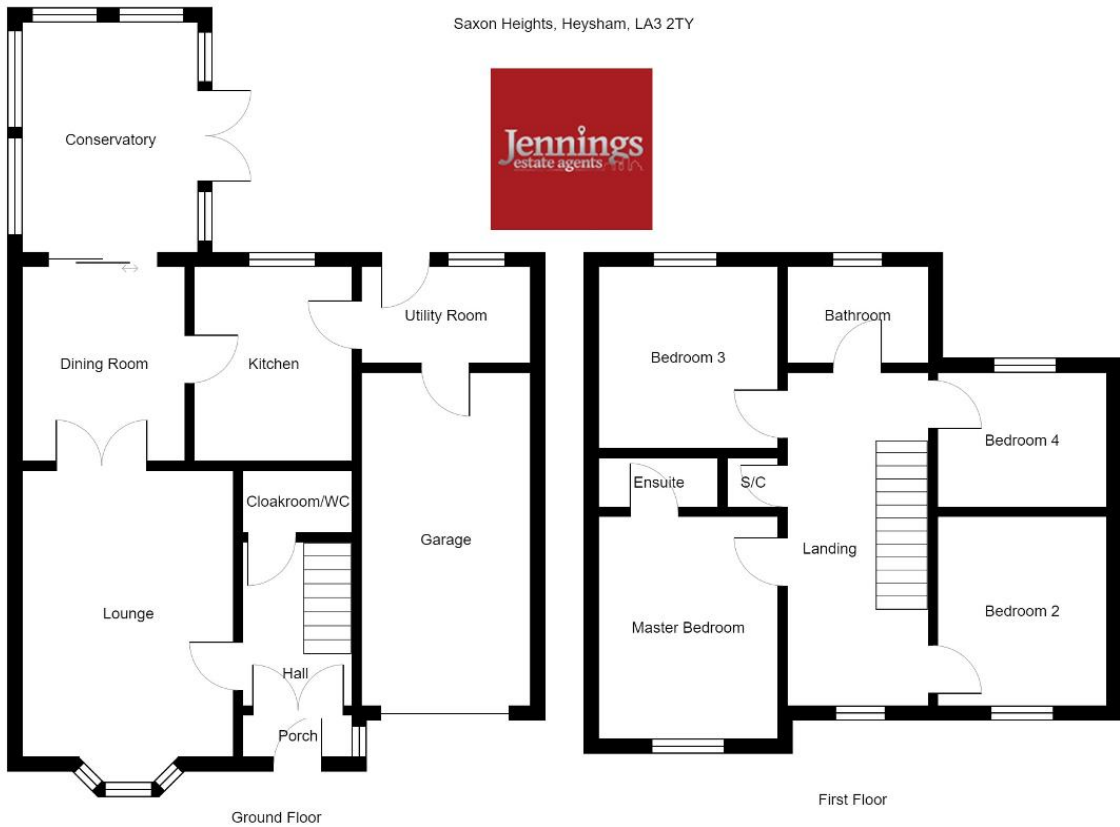 Saxon Heights, Heysham, LA3 2TY
Jennings
estate agents
Conservatory
Dining Room
Kitchen
Utility Room
Cloakroom/WC
Garage
Lounge
Hall
Porch
Ground Floor
Bedroom 3
Bathroom
Bedroom 4
Ensuite
S/C
Landing
Master Bedroom
Bedroom 2
First Floor